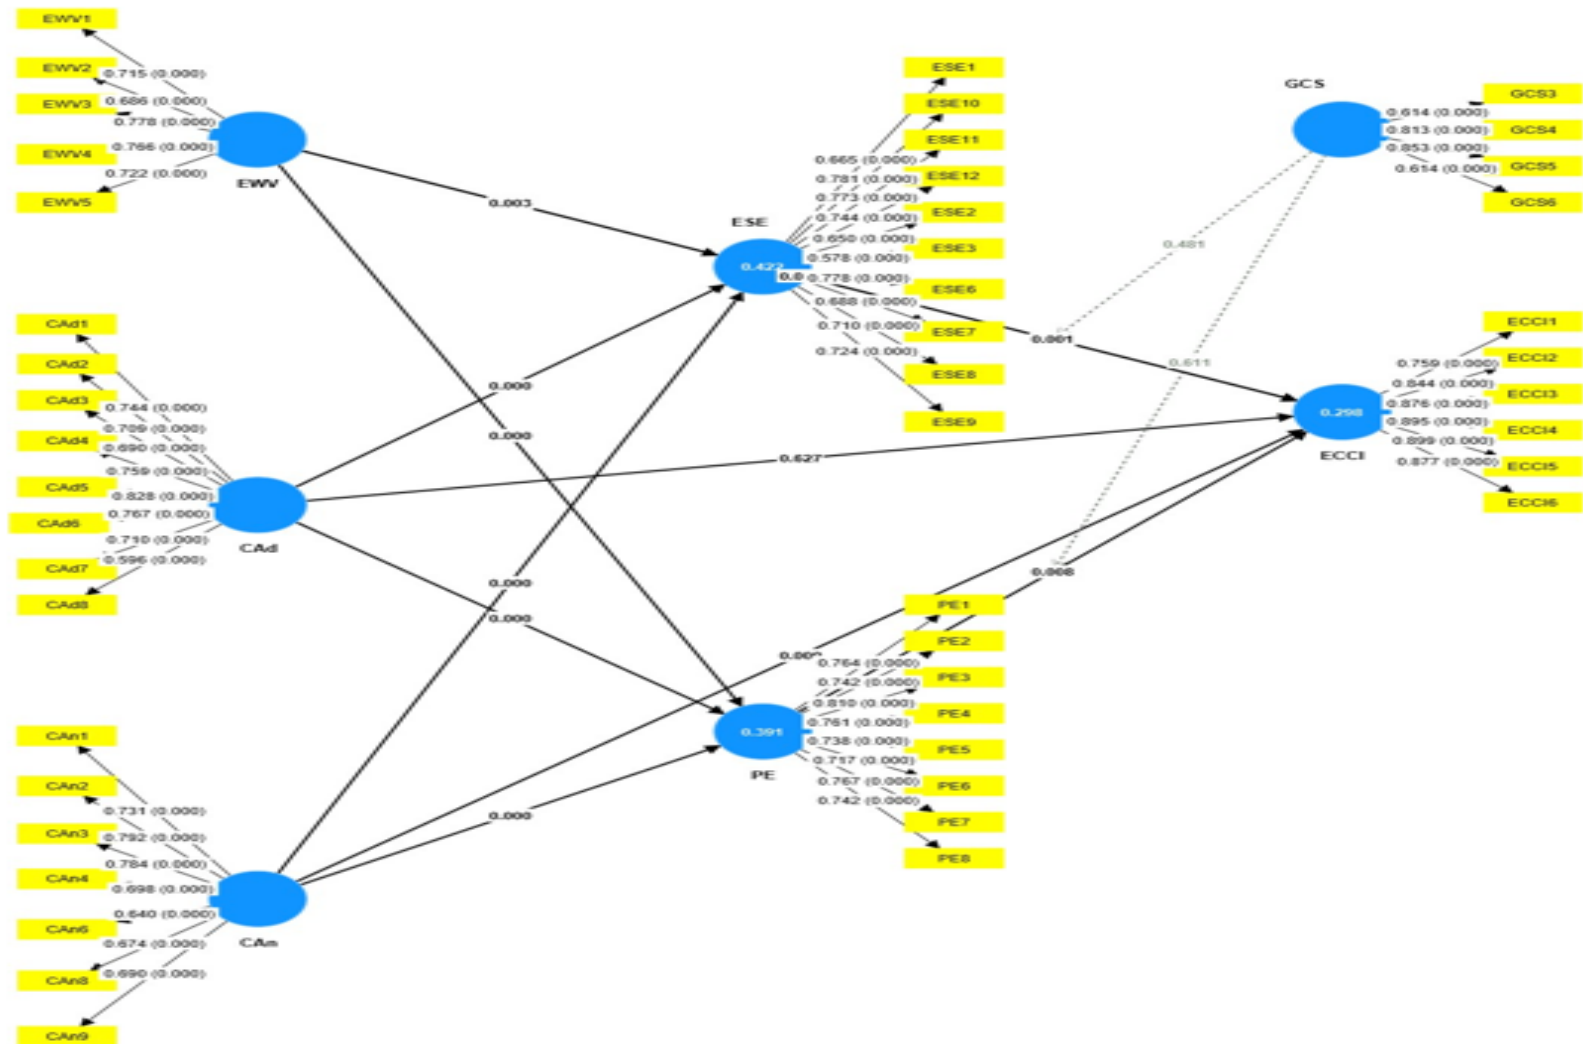 EWV1
EWV2
EWV3
EWV4
EWV5
0.715 (0.000)
0.686 (0.000)
0.778 (0.000)
0.766 (0.000)
0.722 (0.000)
EWV
CAd1
CAd2
CAd3
CAd4
CAd5
CAd6
CAd7
CAd8
0.744 (0.000)
0.709 (0.000)
0.690 (0.000)
0.759 (0.000)
0.828 (0.000)
0.767 (0.000)
0.710 (0.000)
0.596 (0.000)
CAd
CAn1
CAn2
CAn3
CAn4
CAn6
CAn8
CAn9
0.731 (0.000)
0.792 (0.000)
0.784 (0.000)
0.698 (0.000)
0.640 (0.000)
0.674 (0.000)
0.690 (0.000)
CAn
0.003
0.000
0.000
0.000
0.000
0.000
0.627
ESE
0.422
ESE1
ESE10
ESE11
ESE12
ESE2
ESE3
ESE6
ESE7
ESE8
ESE9
0.665 (0.000)
0.781 (0.000)
0.773 (0.000)
0.744 (0.000)
0.650 (0.000)
0.578 (0.000)
0.778 (0.000)
0.688 (0.000)
0.710 (0.000)
0.724 (0.000)
PE1
PE2
PE3
PE4
PE5
PE6
PE7
PE8
0.764 (0.000)
0.742 (0.000)
0.810 (0.000)
0.761 (0.000)
0.738 (0.000)
0.717 (0.000)
0.767 (0.000)
0.742 (0.000)
0.391
PE
0.001
0.008
0.481
0.611
GCS
GCS3
GCS4
GCS5
GCS6
0.614 (0.000)
0.813 (0.000)
0.853 (0.000)
0.614 (0.000)
ECCI1
ECCI2
ECCI3
ECCI4
ECCI5
ECCI6
0.759 (0.000)
0.844 (0.000)
0.876 (0.000)
0.895 (0.000)
0.899 (0.000)
0.877 (0.000)
0.298
ECCI